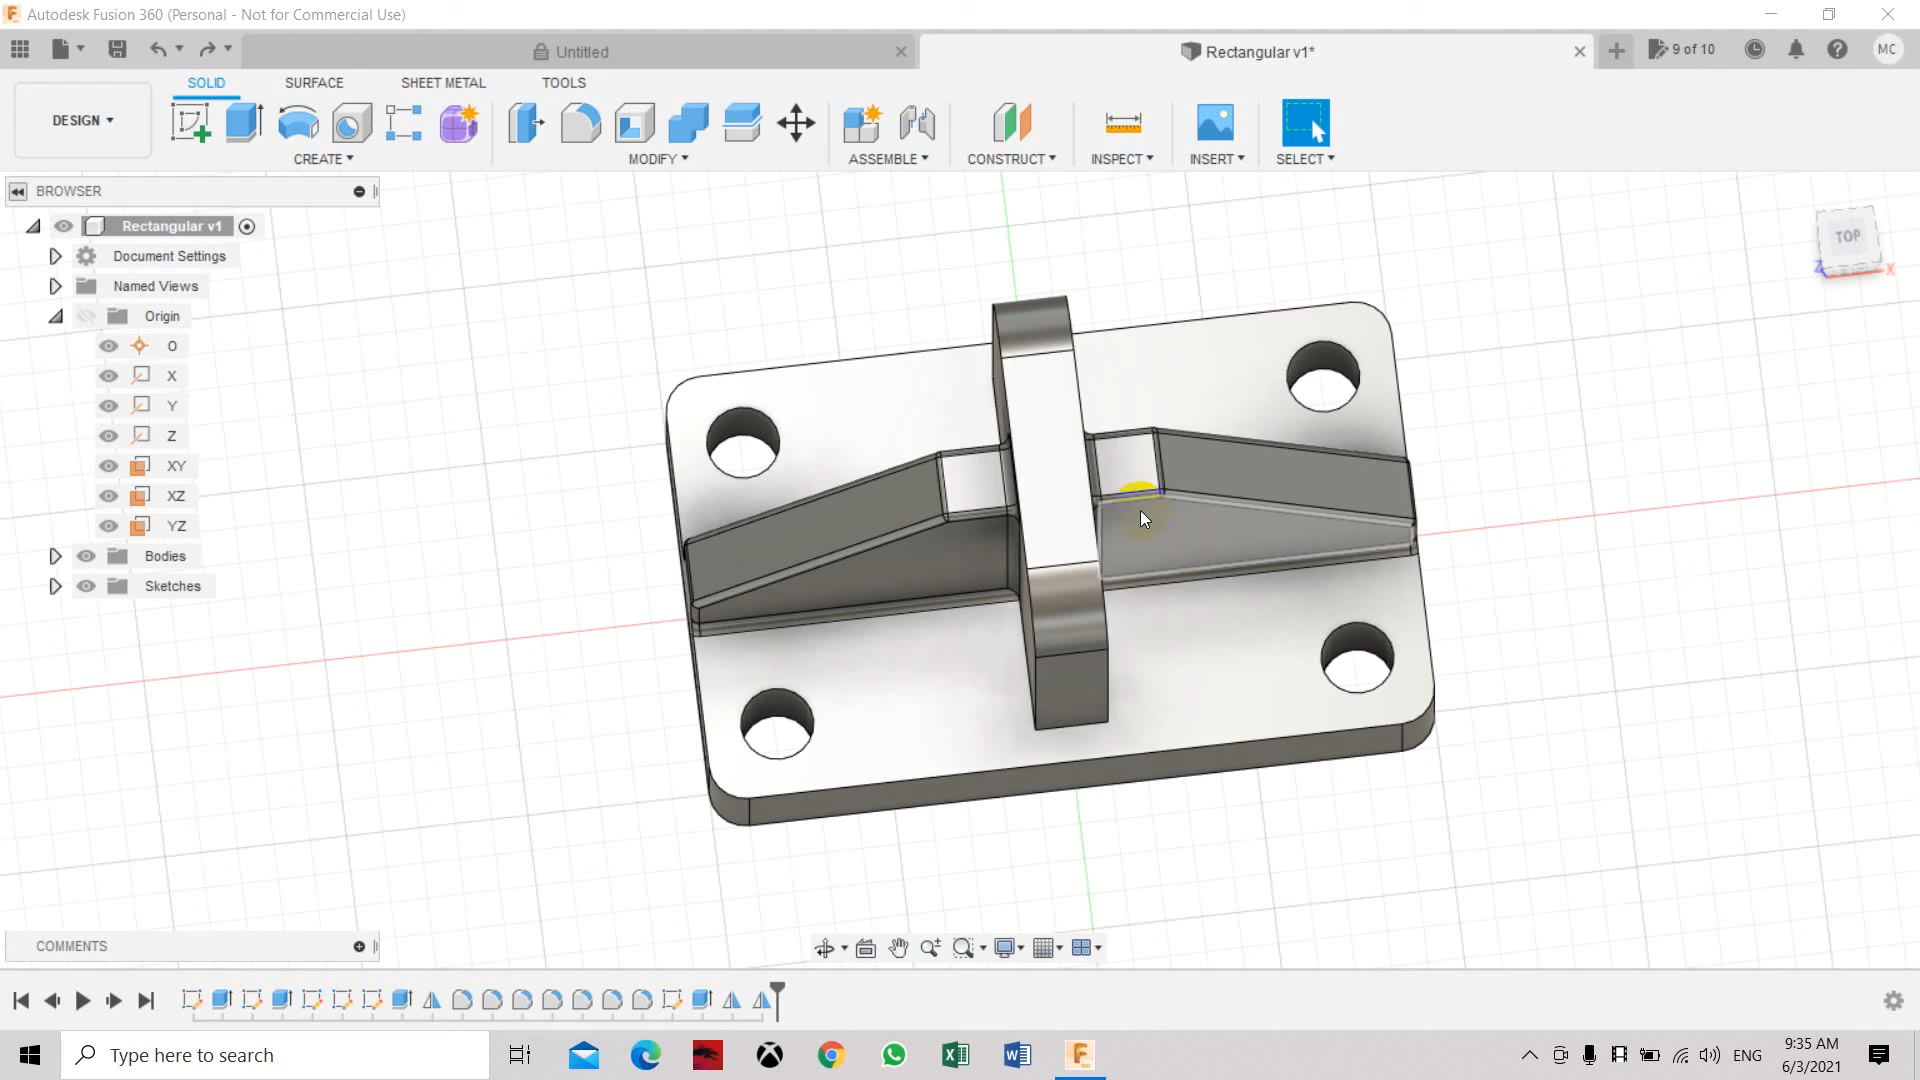 Autodesk Fusion 360 (Personal - Not for Commercial Use)
Untitled
Rectangular v1*
9 of 10
MC
SOLID
SURFACE
SHEET METAL
TOOLS
DESIGN
CREATE
MODIFY
ASSEMBLE
CONSTRUCT
INSPECT
INSERT
SELECT
BROWSER
Rectangular v1
Document Settings
Named Views
Origin
O
X
Y
Z
XY
XZ
YZ
Bodies
Sketches
TOP
Z
X
COMMENTS
Type here to search
ENG
9:35 AM
6/3/2021